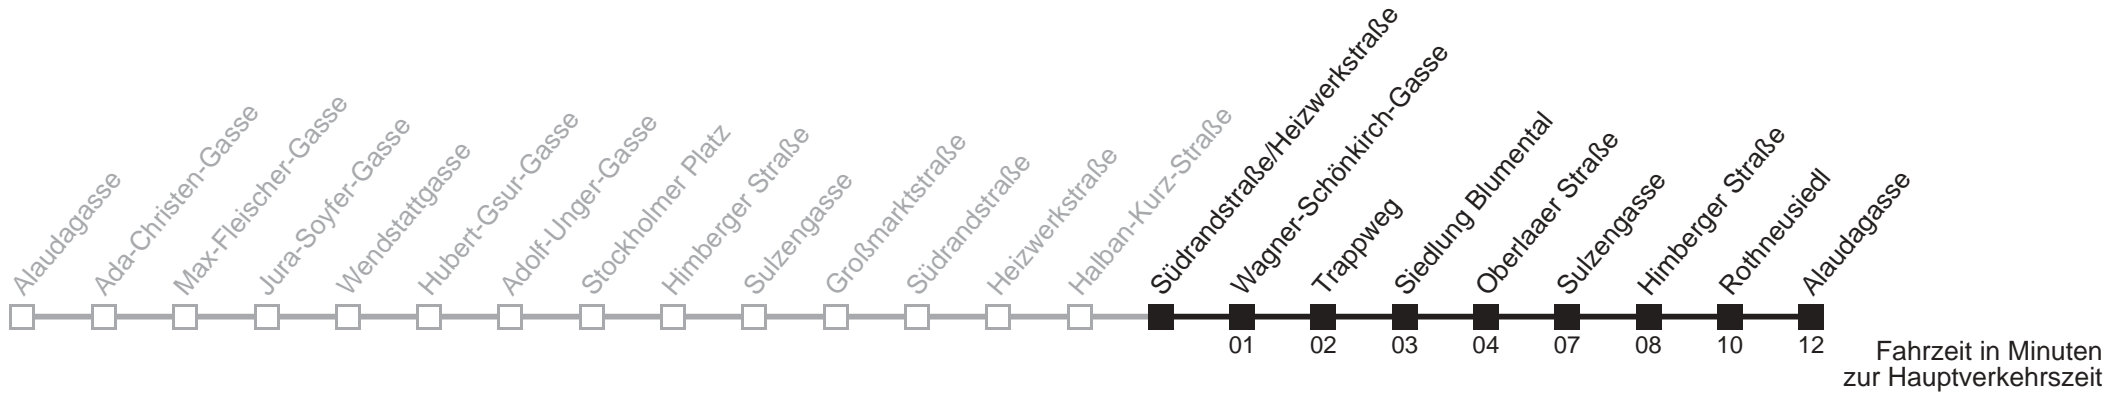 Alaudagasse
Ada-Christen-Gasse
Max-Fleischer-Gasse
Jura-Soyfer-Gasse
Wendstattgasse
Hubert-Gsur-Gasse
Adolf-Unger-Gasse
Stockholmer Platz
Himberger Straße
Sulzengasse
Großmarktstraße
Südrandstraße
Heizwerkstraße
Halban-Kurz-Straße
Südrandstraße/Heizwerkstraße
Wagner-Schönkirch-Gasse
Trappweg
Siedlung Blumental
Oberlaaer Straße
Sulzengasse
Himberger Straße
Rothneusiedl
Alaudagasse
01 02 03 04 07 08 10 12
Fahrzeit in Minuten
zur Hauptverkehrszeit